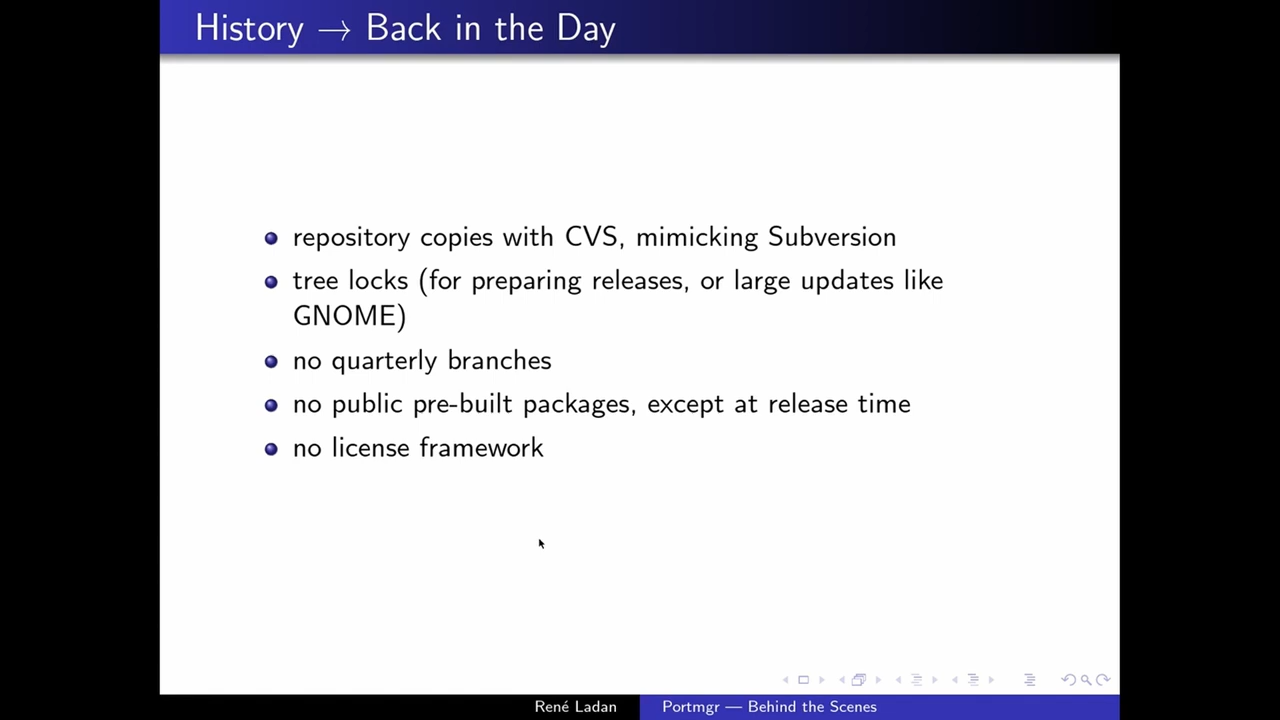 History → Back in the Day
repository copies with CVS, mimicking Subversion
tree locks (for preparing releases, or large updates like
GNOME)
no quarterly branches
no public pre-built packages, except at release time
no license framework
René Ladan
Portmgr — Behind the Scenes